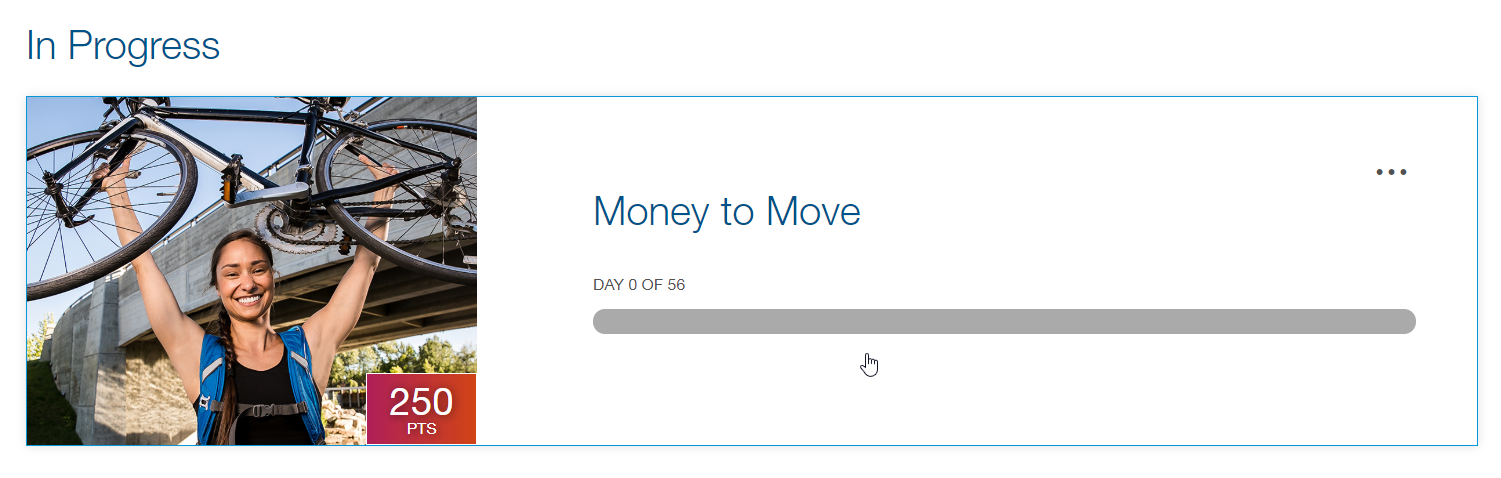 In Progress
Money to Move
DAY 0 OF 56
250
PTS